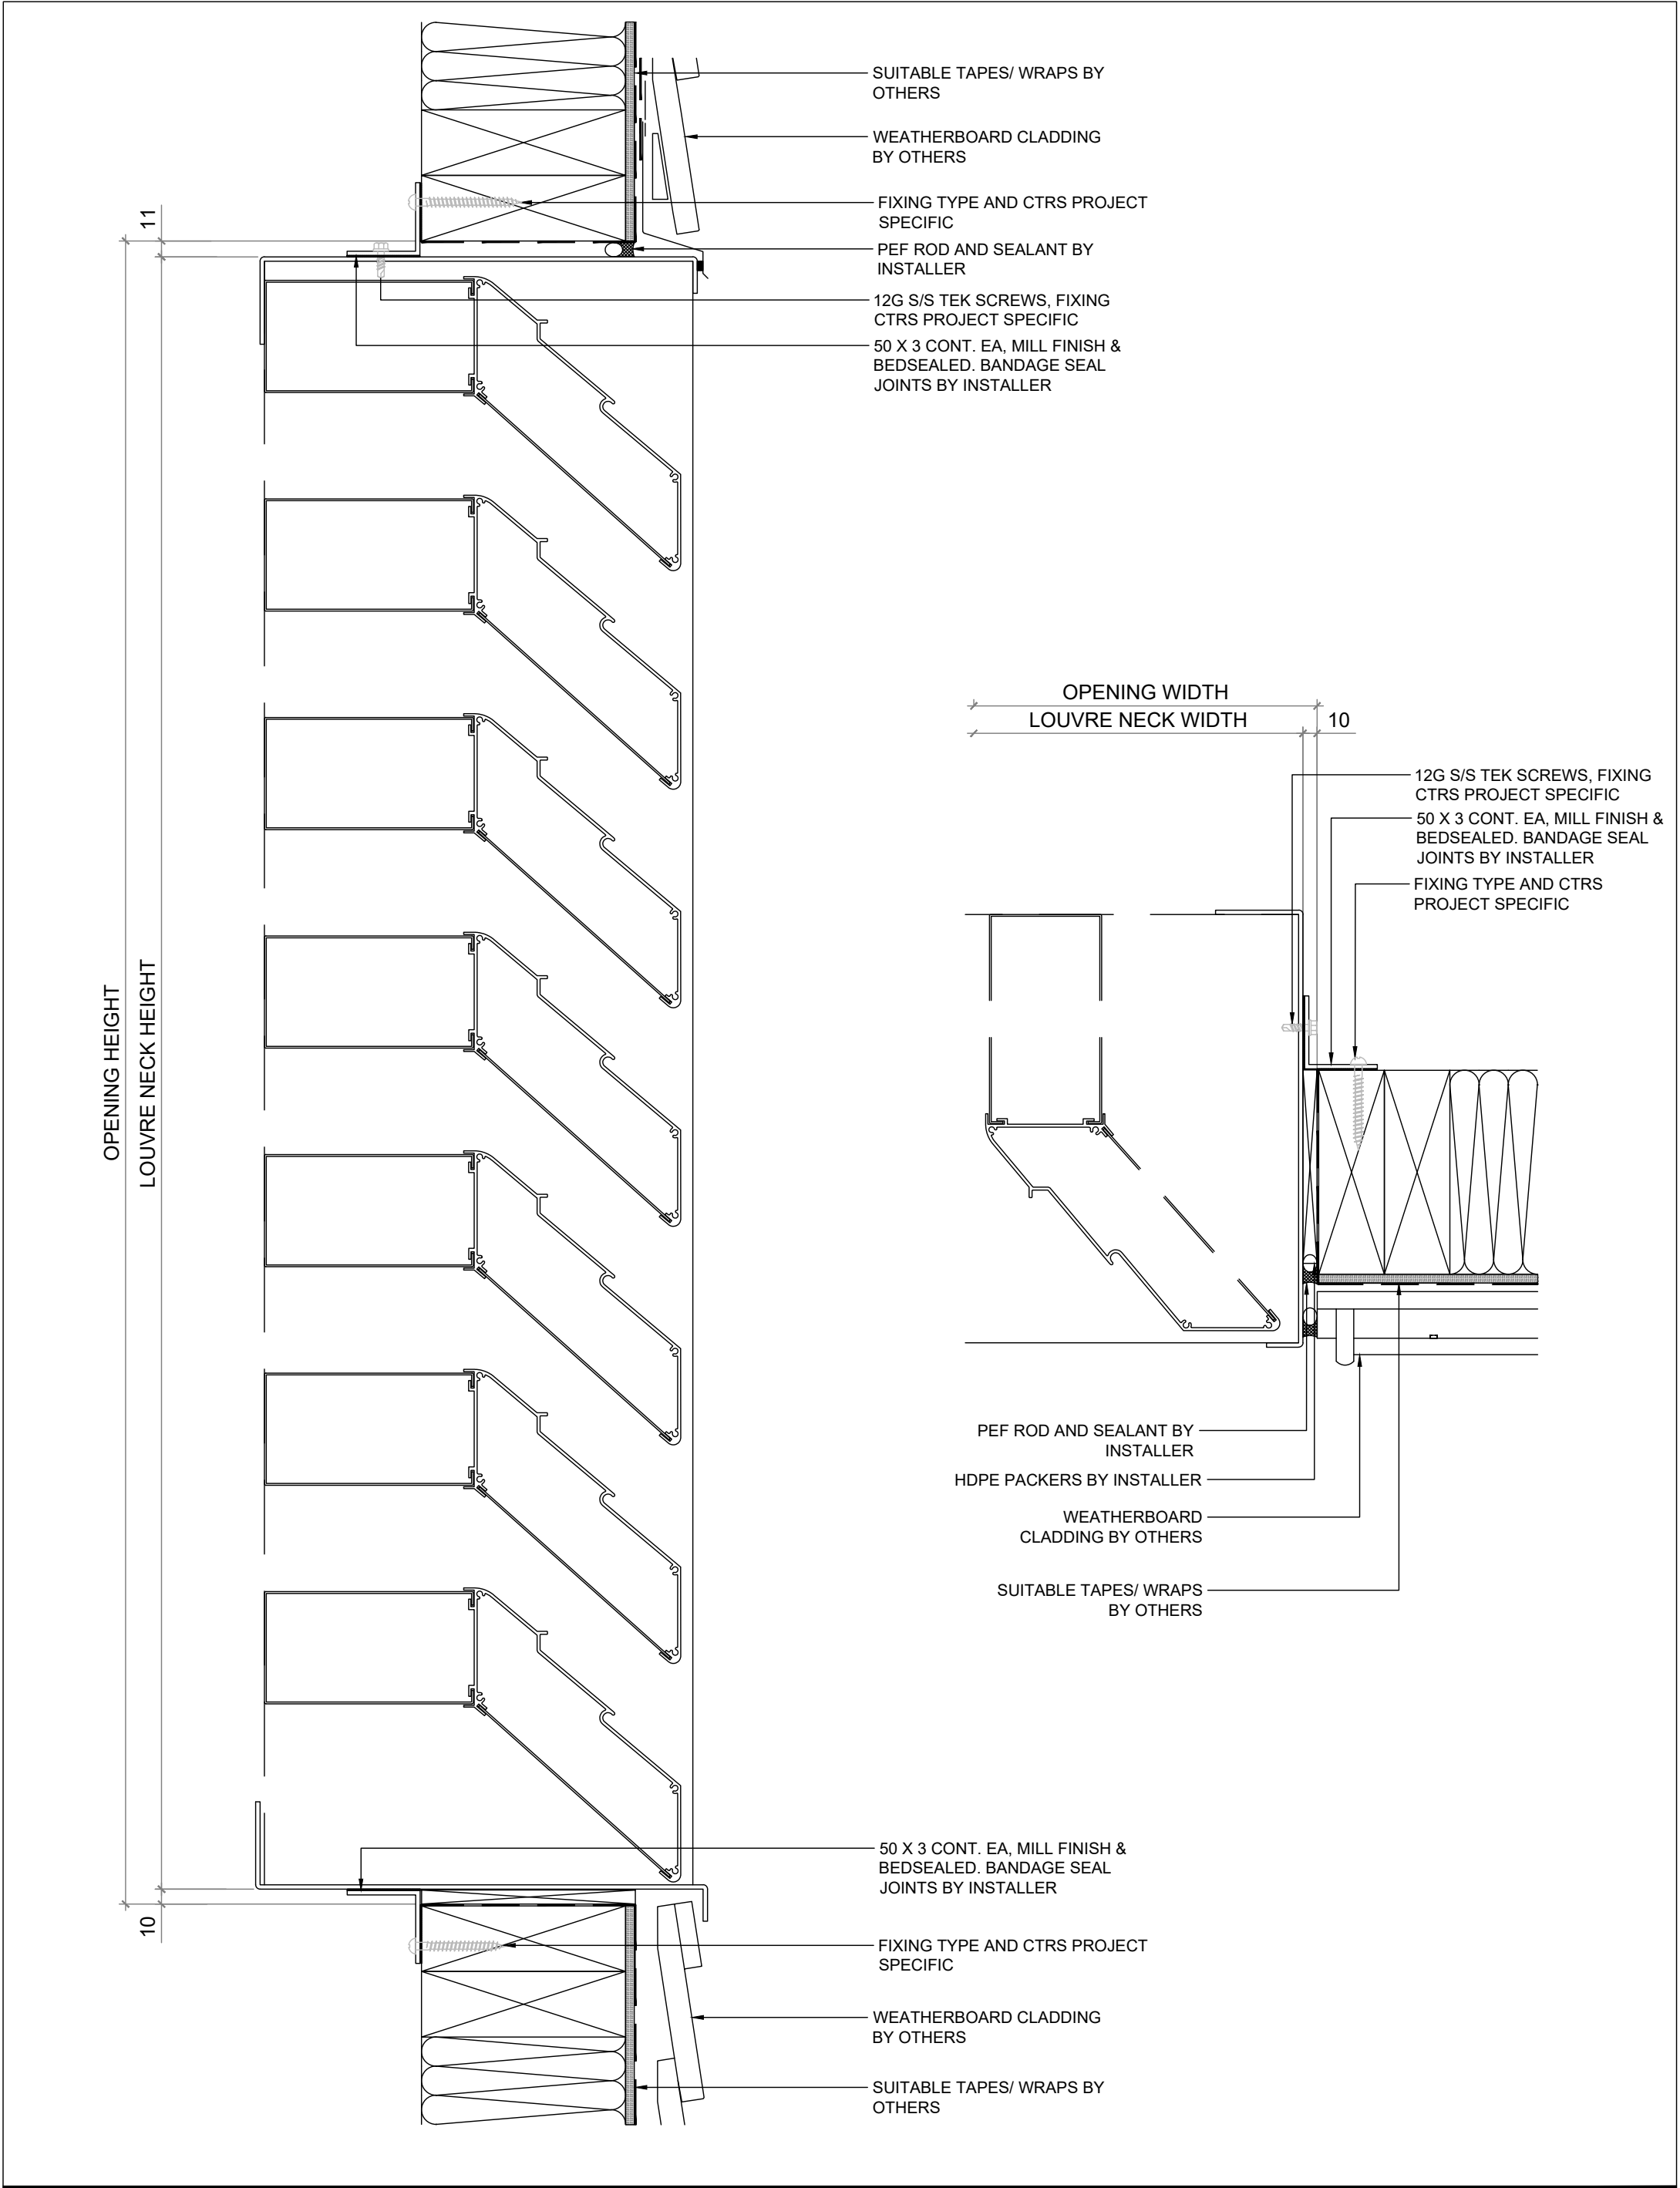 SUITABLE TAPES/ WRAPS BY
OTHERS
WEATHERBOARD CLADDING
BY OTHERS
FIXING TYPE AND CTRS PROJECT
SPECIFIC
PEF ROD AND SEALANT BY
INSTALLER
12G S/S TEK SCREWS, FIXING
CTRS PROJECT SPECIFIC
50 X 3 CONT. EA, MILL FINISH &
BEDSEALED. BANDAGE SEAL
JOINTS BY INSTALLER
11
OPENING HEIGHT
LOUVRE NECK HEIGHT
10
OPENING WIDTH
LOUVRE NECK WIDTH
10
12G S/S TEK SCREWS, FIXING
CTRS PROJECT SPECIFIC
50 X 3 CONT. EA, MILL FINISH &
BEDSEALED. BANDAGE SEAL
JOINTS BY INSTALLER
FIXING TYPE AND CTRS
PROJECT SPECIFIC
PEF ROD AND SEALANT BY
INSTALLER
HDPE PACKERS BY INSTALLER
WEATHERBOARD
CLADDING BY OTHERS
SUITABLE TAPES/ WRAPS
BY OTHERS
50 X 3 CONT. EA, MILL FINISH &
BEDSEALED. BANDAGE SEAL
JOINTS BY INSTALLER
FIXING TYPE AND CTRS PROJECT
SPECIFIC
WEATHERBOARD CLADDING
BY OTHERS
SUITABLE TAPES/ WRAPS BY
OTHERS